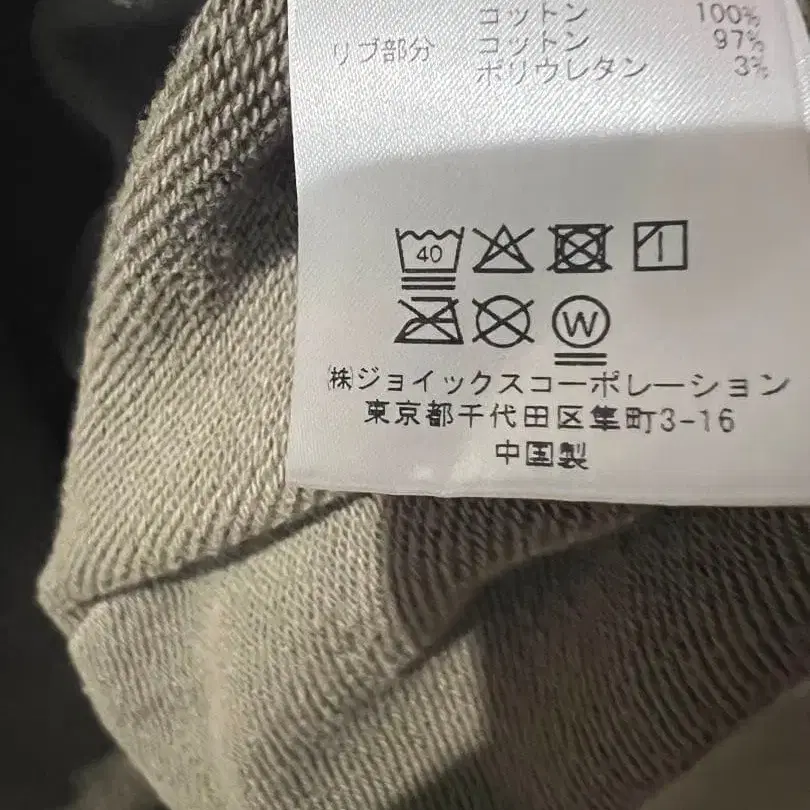 コットン 100%
リブ部分 コットン 97%
ポリウレタン 3%
40
W
㈱ジョイックスコーポレーション
東京都千代田区隼町3-16
中国製